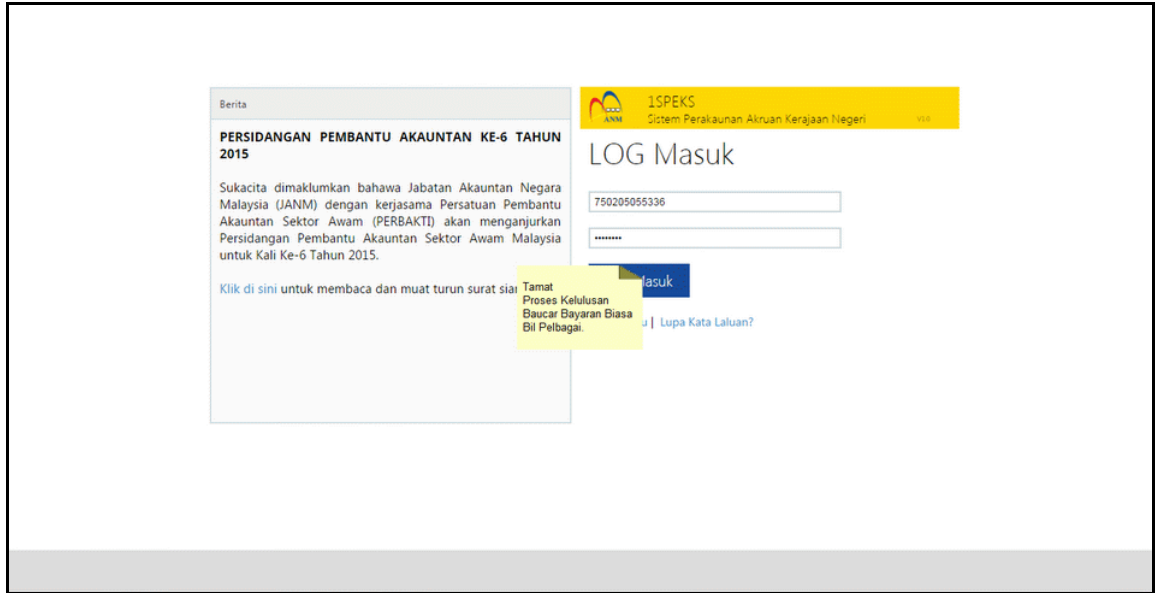 Berita
PERSIDANGAN PEMBANTU AKAUNTAN KE-6 TAHUN
2015
Sukacita dimaklumkan bahawa Jabatan Akauntan Negara
Malaysia (JANM) dengan kerjasama Persatuan Pembantu
Akauntan Sektor Awam (PERBAKTI) akan menganjurkan
Persidangan Pembantu Akauntan Sektor Awam Malaysia
untuk Kali Ke-6 Tahun 2015.
Klik di sini untuk membaca dan muat turun surat
ANM
1SPEKS
Sistem Perakaunan Akruan Kerajaan Negeri
V1.0
LOG Masuk
750205055336
••••••••
Tamat
Proses Kelulusan
Baucar Bayaran Biasa
Bil Pelbagai.
| Lupa Kata Laluan?